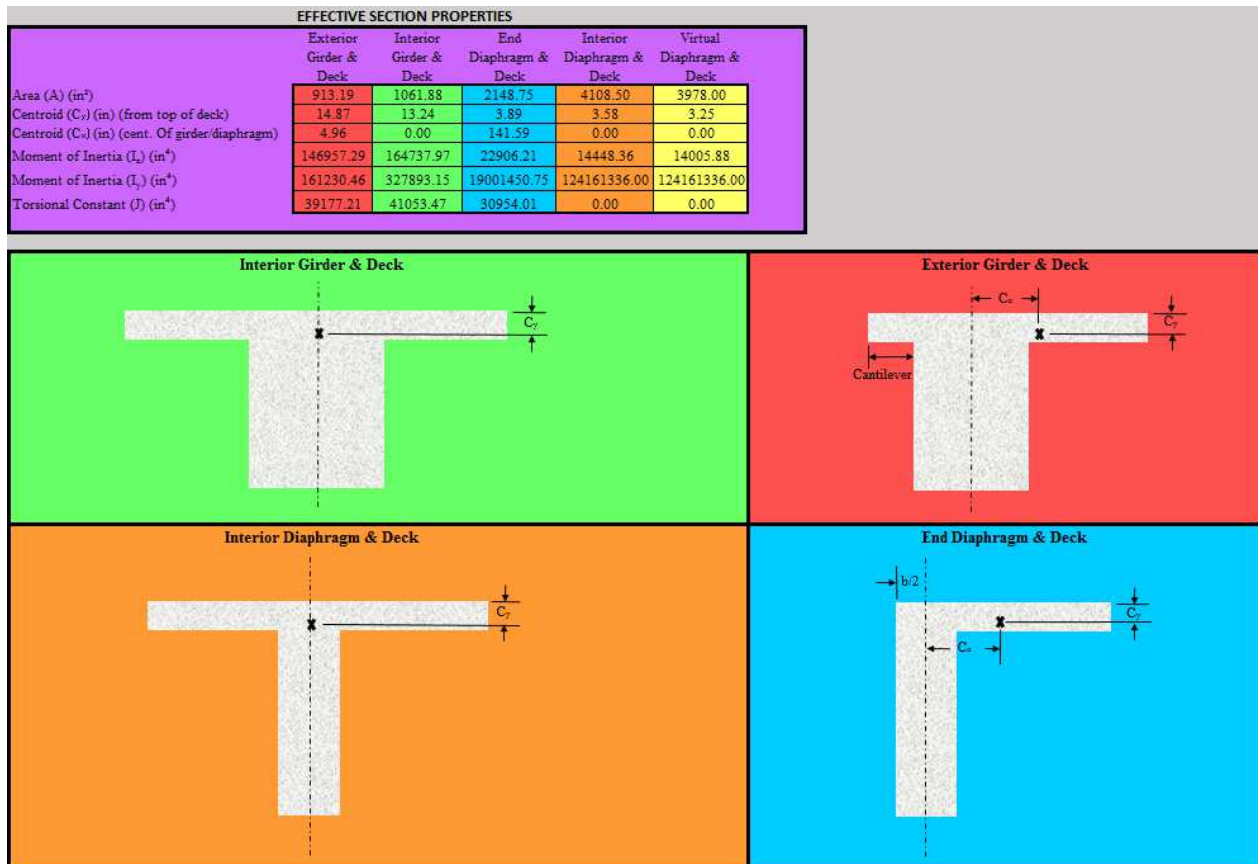 EFFECTIVE SECTION PROPERTIES
Exterior Girder & Deck Interior Girder & Deck End Diaphragm & Deck Interior Diaphragm & Deck Virtual Diaphragm & Deck
Area (A) (in²) 913.19 1061.88 2148.75 4108.50 3978.00
Centroid (Cᵧ) (in) (from top of deck) 14.87 13.24 3.89 3.58 3.25
Centroid (Cₓ) (in) (cent. Of girder/diaphragm) 4.96 0.00 141.59 0.00 0.00
Moment of Inertia (Iₓ) (in⁴) 146957.29 164737.97 22906.21 14448.36 14005.88
Moment of Inertia (Iᵧ) (in⁴) 161230.46 327893.15 19001450.75 124161336.00 124161336.00
Torsional Constant (J) (in⁴) 39177.21 41053.47 30954.01 0.00 0.00
Interior Girder & Deck
Cᵧ
Exterior Girder & Deck
Cₓ
Cᵧ
Cantilever
Interior Diaphragm & Deck
Cᵧ
End Diaphragm & Deck
b/2
Cᵧ
Cₓ